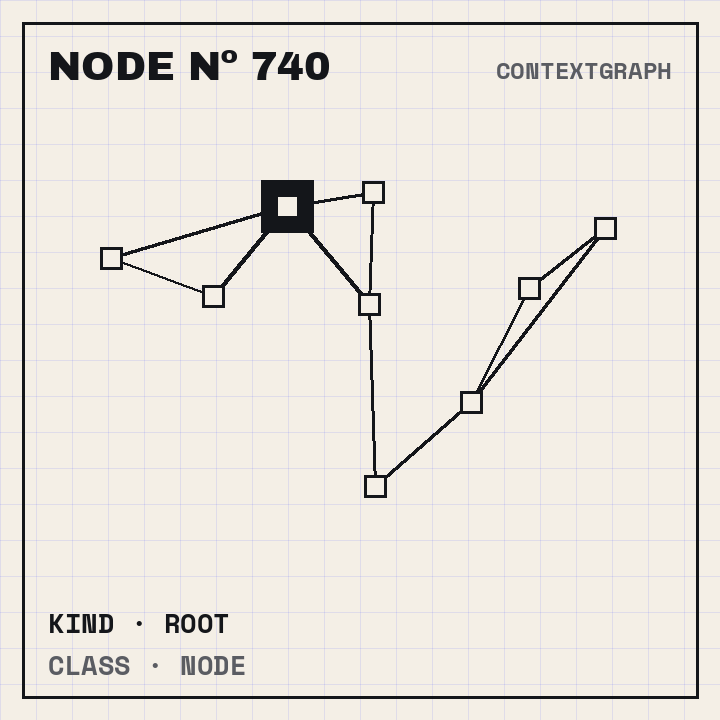 NODE Nº 740
CONTEXTGRAPH
KIND · ROOT
CLASS · NODE